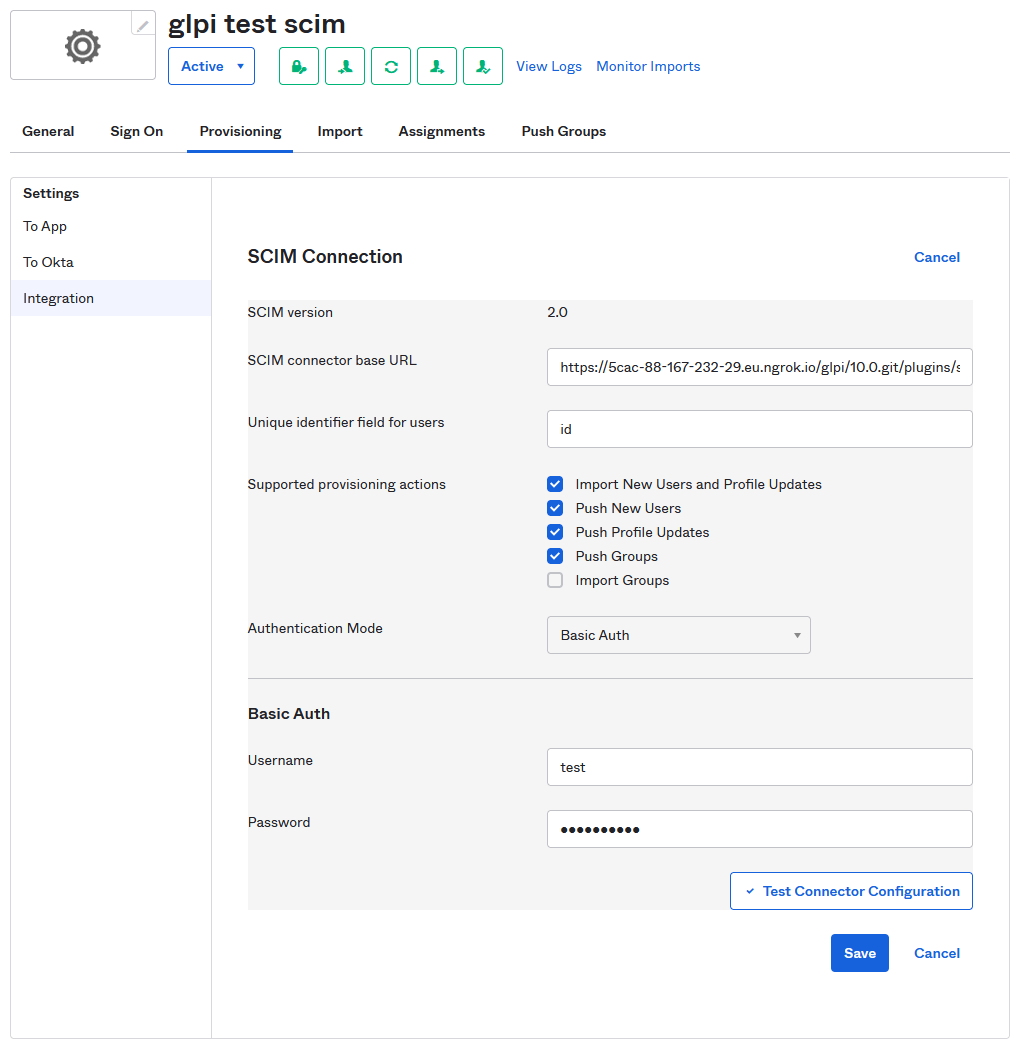 glpi test scim
Active
View Logs Monitor Imports
General Sign On Provisioning Import Assignments Push Groups
Settings
To App
To Okta
Integration
SCIM Connection Cancel
SCIM version 2.0
SCIM connector base URL https://5cac-88-167-232-29.eu.ngrok.io/glpi/10.0.git/plugins/s
Unique identifier field for users id
Supported provisioning actions Import New Users and Profile Updates
Push New Users
Push Profile Updates
Push Groups
Import Groups
Authentication Mode Basic Auth
Basic Auth
Username test
Password ••••••••••
Test Connector Configuration
Save Cancel